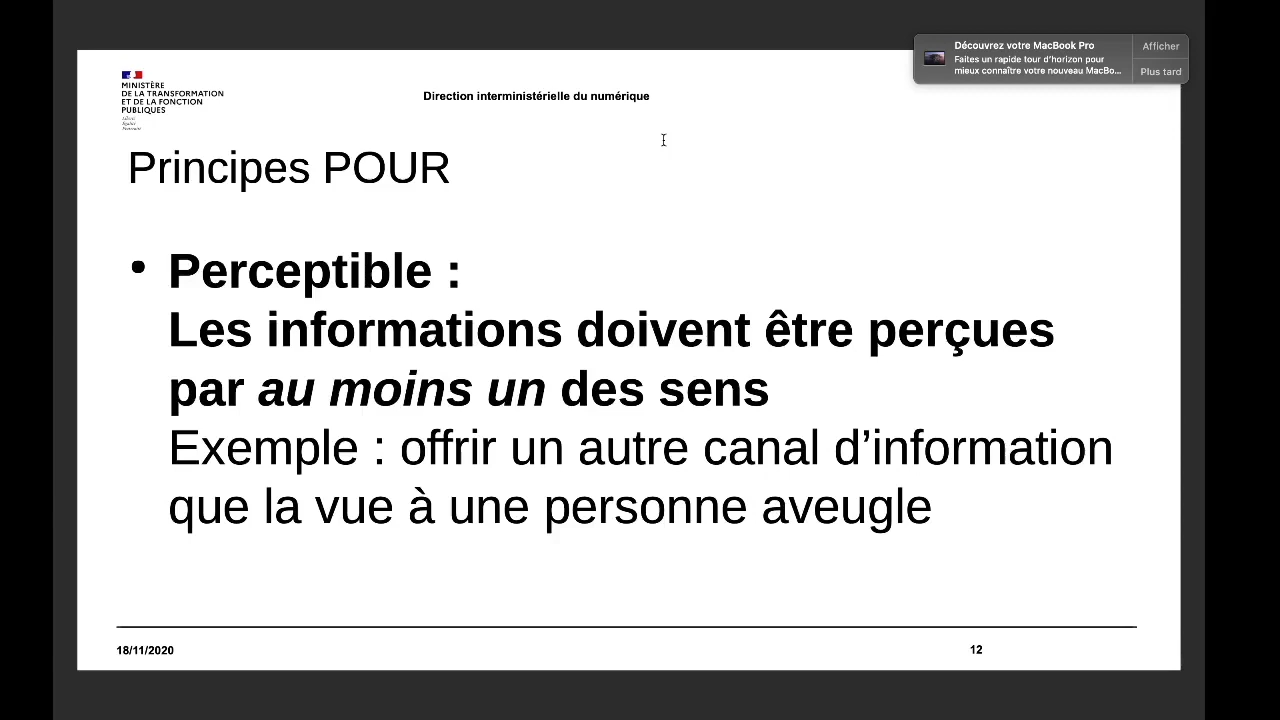 Découvrez votre MacBook Pro
Faites un rapide tour d'horizon pour
mieux connaître votre nouveau MacBo...
Afficher
Plus tard
MINISTÈRE
DE LA TRANSFORMATION
ET DE LA FONCTION
PUBLIQUES
Liberté
Égalité
Fraternité
Direction interministérielle du numérique
Principes POUR
• Perceptible :
Les informations doivent être perçues
par au moins un des sens
Exemple : offrir un autre canal d’information
que la vue à une personne aveugle
18/11/2020
12